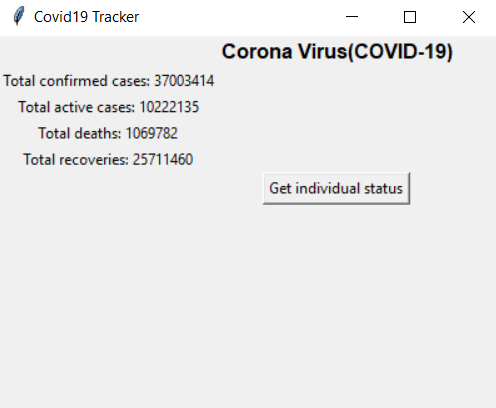 Covid19 Tracker
Corona Virus(COVID-19)
Total confirmed cases: 37003414
Total active cases: 10222135
Total deaths: 1069782
Total recoveries: 25711460
Get individual status